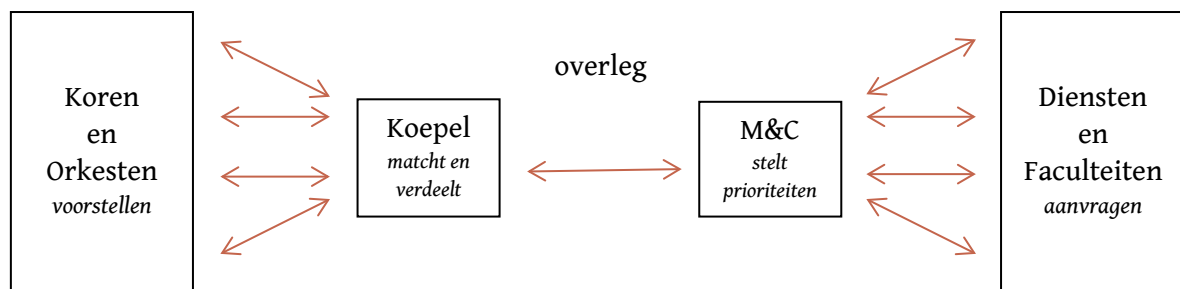 Koren
en
Orkesten
voorstellen
overleg
Koepel
matcht en
verdeelt
M&C
stelt
prioriteiten
Diensten
en
Faculteiten
aanvragen